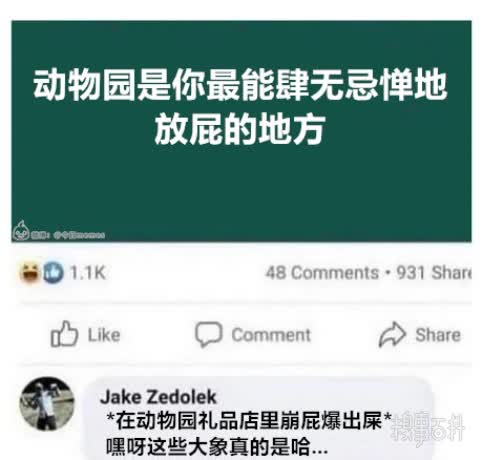 动物园是你最能肆无忌惮地
放屁的地方
微博：@今日memes
1.1K
48 Comments • 931 Share
Like
Comment
Share
Jake Zedolek
*在动物园礼品店里崩屁爆出屎*
嘿呀这些大象真的是哈...
糗事百科